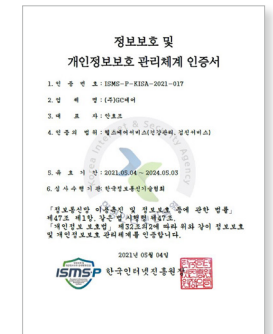 정보보호 및
개인정보보호 관리체계 인증서
1. 인 증 번 호 : ISMS-P-KISA-2021-017
2. 업 체 명 : (주)GC케어
3. 대 표 자 : 안효조
4. 인증의 범위 : 헬스케어서비스(건강관리, 검진서비스)
5. 유 효 기 간 : 2021.05.04 ~ 2024.05.03
6. 심사수행기관: 한국정보통신기술협회
「정보통신망 이용촉진 및 정보보호 등에 관한 법률」
제47조 제1항, 같은 법 시행령 제47조,
「개인정보 보호법」 제32조의2에 따라 위와 같이 정보보호
및 개인정보보호 관리체계를 인증합니다.
2021년 05월 04일
ISMS-P 한국인터넷진흥원장